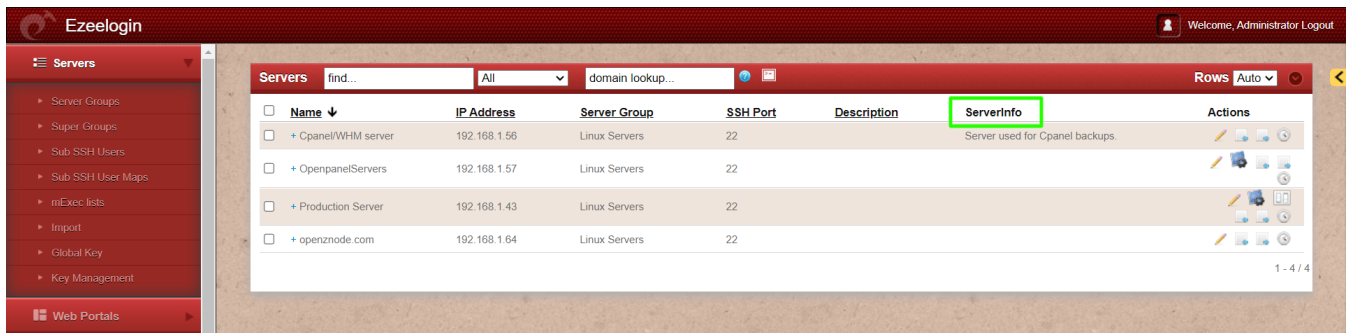 Ezeelogin
Welcome, Administrator Logout
Servers
Server Groups
Super Groups
Sub SSH Users
Sub SSH User Maps
mExec lists
Import
Global Key
Key Management
Web Portals
Servers find... All domain lookup... Rows Auto
Name IP Address Server Group SSH Port Description ServerInfo Actions
+ Cpanel/WHM server 192.168.1.56 Linux Servers 22 Server used for Cpanel backups.
+ OpenpanelServers 192.168.1.57 Linux Servers 22
+ Production Server 192.168.1.43 Linux Servers 22
+ openznode.com 192.168.1.64 Linux Servers 22
1 - 4 / 4